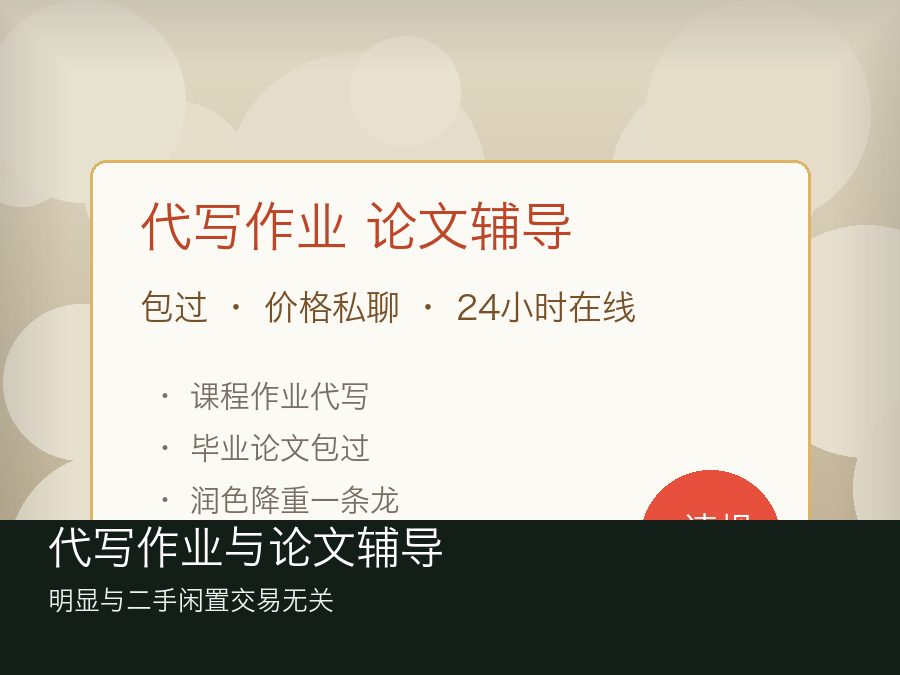 代写作业 论文辅导
包过 · 价格私聊 · 24小时在线
· 课程作业代写
· 毕业论文包过
· 润色降重一条龙
代写作业与论文辅导
明显与二手闲置交易无关